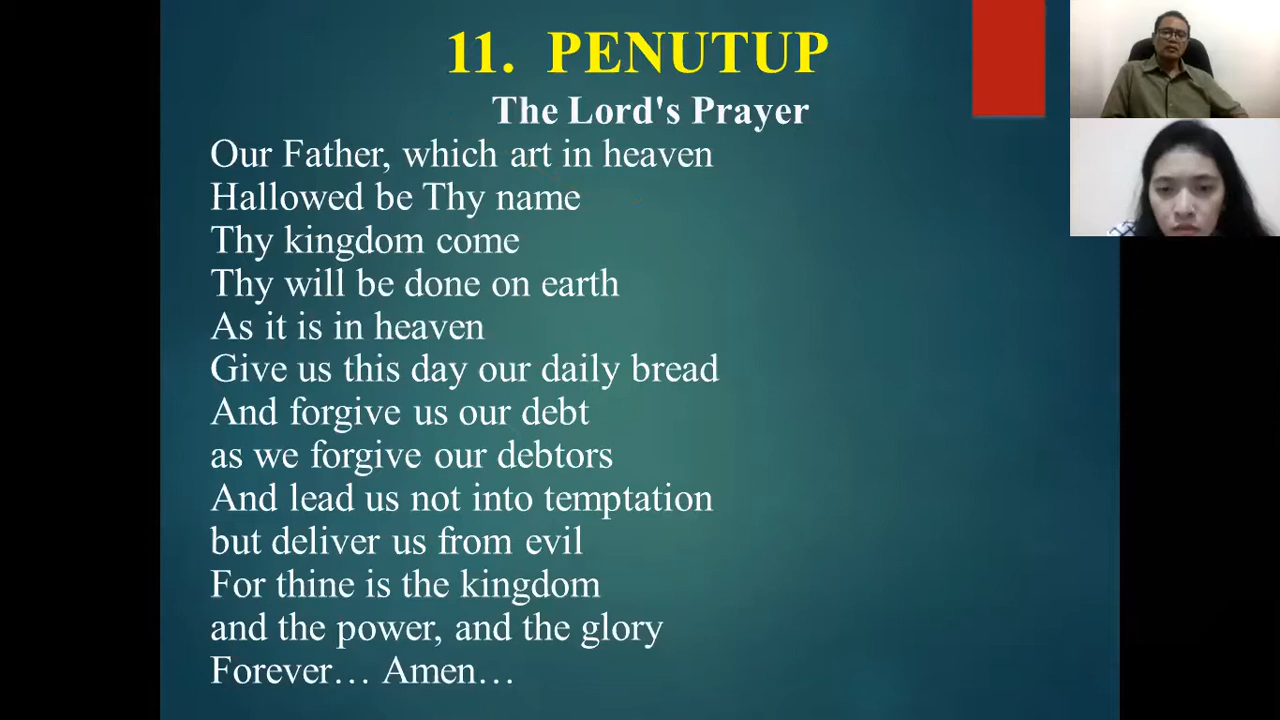 11. PENUTUP
The Lord's Prayer
Our Father, which art in heaven
Hallowed be Thy name
Thy kingdom come
Thy will be done on earth
As it is in heaven
Give us this day our daily bread
And forgive us our debt
as we forgive our debtors
And lead us not into temptation
but deliver us from evil
For thine is the kingdom
and the power, and the glory
Forever… Amen…